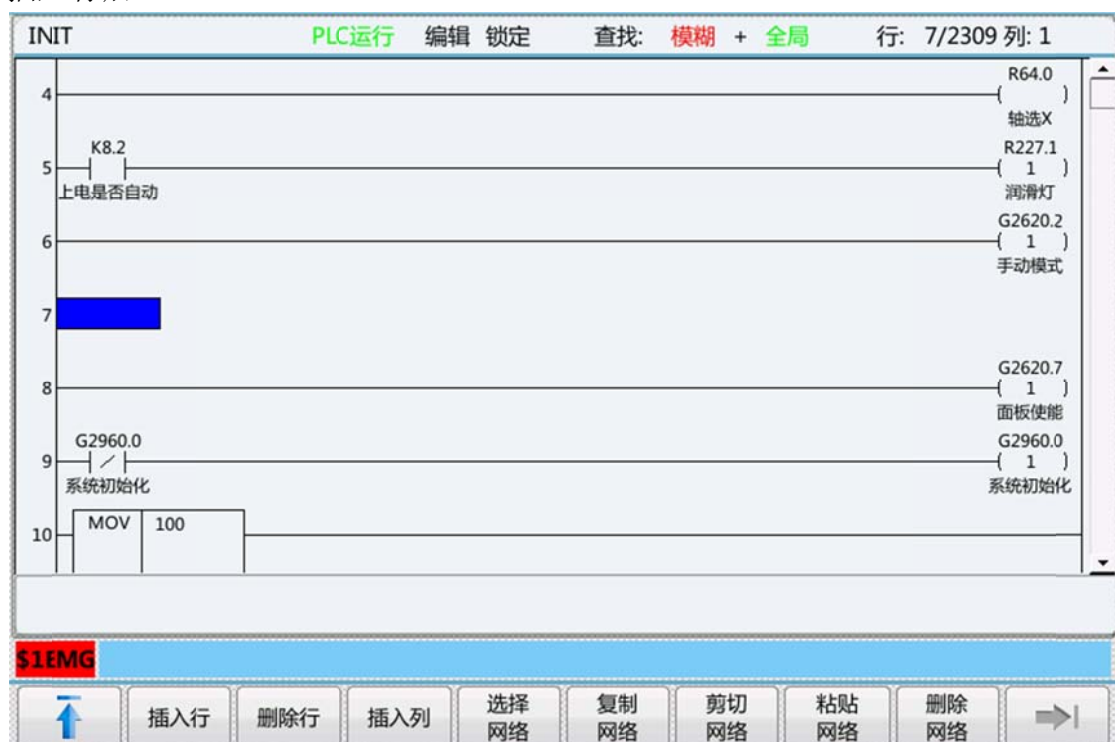 INIT PLC运行 编辑 锁定 查找: 模糊 + 全局 行: 7/2309 列: 1
R64.0
4 ( )
轴选X
K8.2 R227.1
5 ( 1 )
上电是否自动 润滑灯
G2620.2
6 ( 1 )
手动模式
7
G2620.7
8 ( 1 )
面板使能
G2960.0 G2960.0
9 ( 1 )
系统初始化 系统初始化
MOV 100
10
$1EMG
插入行 删除行 插入列 选择网络 复制网络 剪切网络 粘贴网络 删除网络